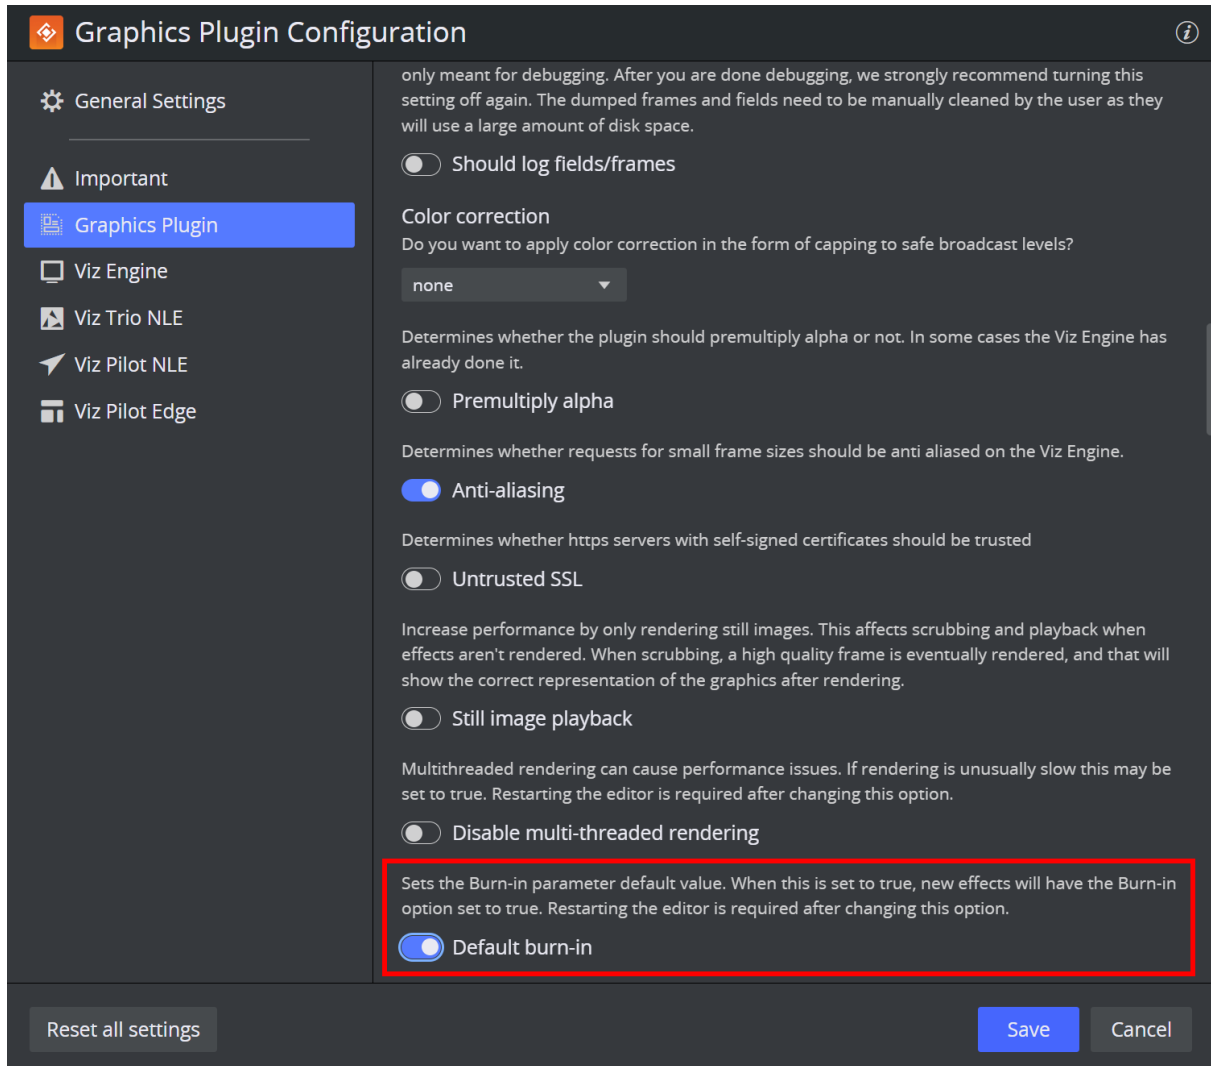 Graphics Plugin Configuration
General Settings
Important
Graphics Plugin
Viz Engine
Viz Trio NLE
Viz Pilot NLE
Viz Pilot Edge
only meant for debugging. After you are done debugging, we strongly recommend turning this
setting off again. The dumped frames and fields need to be manually cleaned by the user as they
will use a large amount of disk space.
Should log fields/frames
Color correction
Do you want to apply color correction in the form of capping to safe broadcast levels?
none
Determines whether the plugin should premultiply alpha or not. In some cases the Viz Engine has
already done it.
Premultiply alpha
Determines whether requests for small frame sizes should be anti aliased on the Viz Engine.
Anti-aliasing
Determines whether https servers with self-signed certificates should be trusted
Untrusted SSL
Increase performance by only rendering still images. This affects scrubbing and playback when
effects aren't rendered. When scrubbing, a high quality frame is eventually rendered, and that will
show the correct representation of the graphics after rendering.
Still image playback
Multithreaded rendering can cause performance issues. If rendering is unusually slow this may be
set to true. Restarting the editor is required after changing this option.
Disable multi-threaded rendering
Sets the Burn-in parameter default value. When this is set to true, new effects will have the Burn-in
option set to true. Restarting the editor is required after changing this option.
Default burn-in
Reset all settings
Save
Cancel